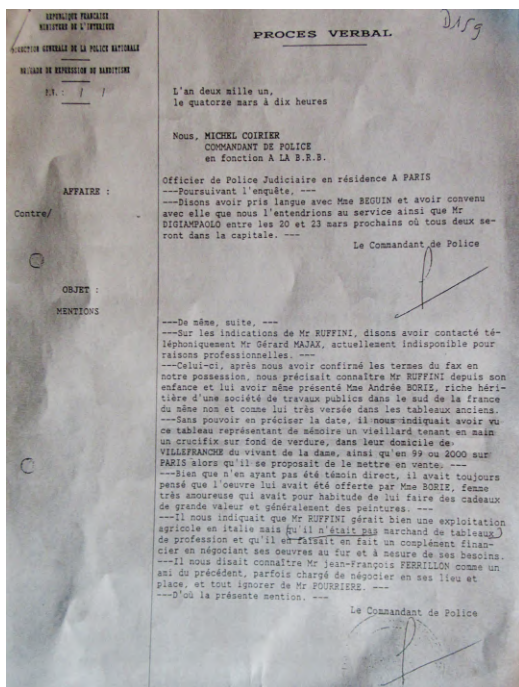 D159
REPUBLIQUE FRANCAISE
MINISTERE DE L'INTERIEUR
DIRECTION GENERALE DE LA POLICE NATIONALE
BRIGADE DE REPRESSION DU BANDITISME
P.V. : / /
PROCES VERBAL
L'an deux mille un,
le quatorze mars à dix heures
Nous, MICHEL COIRIER
COMMANDANT DE POLICE
en fonction A LA B.R.B.
Officier de Police Judiciaire en résidence A PARIS
AFFAIRE :
Contre/
---Poursuivant l'enquête, ---
---Disons avoir pris langue avec Mme BEGUIN et avoir convenu
avec elle que nous l'entendrions au service ainsi que Mr
DIGIAMPAOLO entre les 20 et 23 mars prochains où tous deux se-
ront dans la capitale. ---
Le Commandant de Police
OBJET :
MENTIONS
---De même, suite, ---
---Sur les indications de Mr RUFFINI, disons avoir contacté té-
léphoniquement Mr Gérard MAJAX, actuellement indisponible pour
raisons professionnelles. ---
---Celui-ci, après nous avoir confirmé les termes du fax en
notre possession, nous précisait connaître Mr RUFFINI depuis son
enfance et lui avoir même présenté Mme Andrée BORIE, riche héri-
tière d'une société de travaux publics dans le sud de la france
du même nom et comme lui très versée dans les tableaux anciens.
---Sans pouvoir en préciser la date, il nous indiquait avoir vu
ce tableau représentant de mémoire un vieillard tenant en main
un crucifix sur fond de verdure, dans leur domicile de
VILLEFRANCHE du vivant de la dame, ainsi qu'en 99 ou 2000 sur
PARIS alors qu'il se proposait de le mettre en vente. ---
---Bien que n'en ayant pas été témoin direct, il avait toujours
pensé que l'oeuvre lui avait été offerte par Mme BORIE, femme
très amoureuse qui avait pour habitude de lui faire des cadeaux
de grande valeur et généralement des peintures. ---
---Il nous indiquait que Mr RUFFINI gérait bien une exploitation
agricole en italie mais qu'il n'était pas marchand de tableaux
de profession et qu'il en faisait en fait un complément finan-
cier en négociant ses oeuvres au fur et à mesure de ses besoins.
---Il nous disait connaître Mr jean-François FERRILLON comme un
ami du précédent, parfois chargé de négocier en ses lieu et
place, et tout ignorer de Mr POURRIERE. ---
---D'où la présente mention. ---
Le Commandant de Police